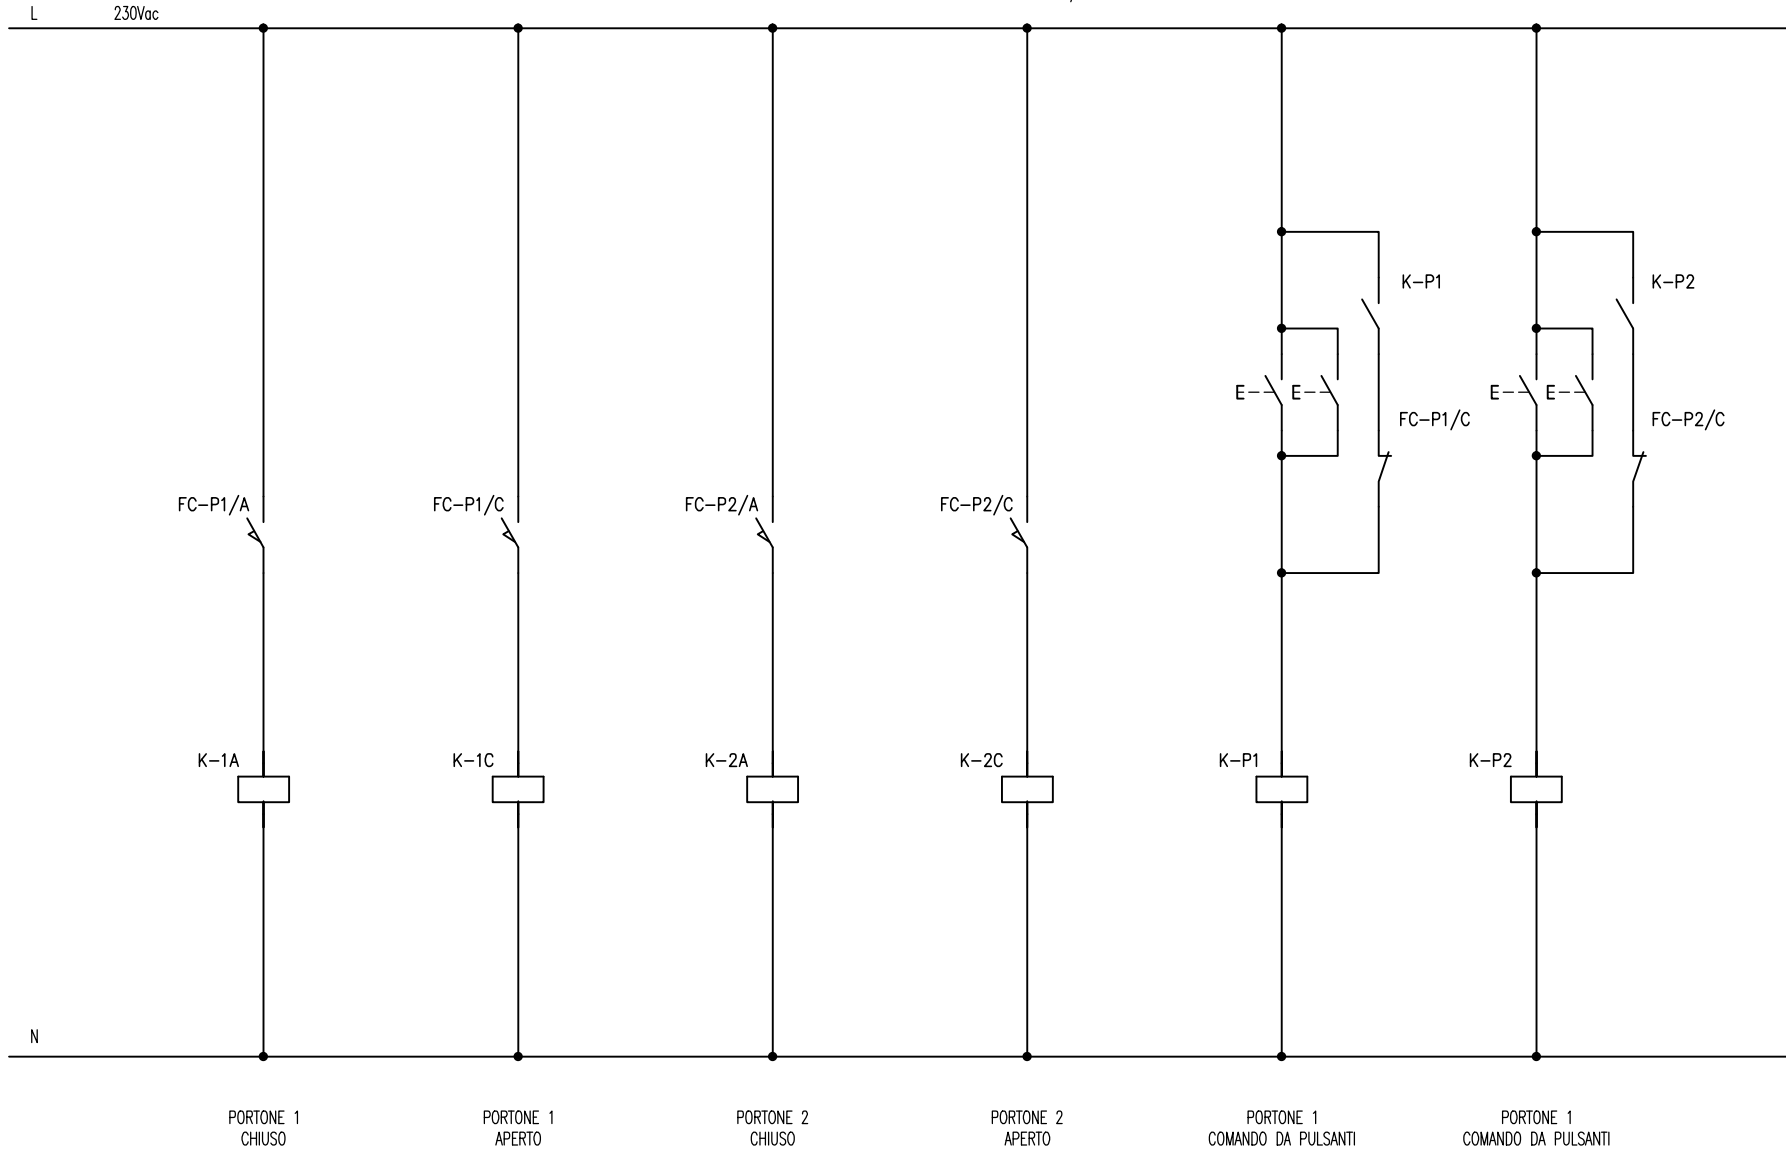 L 230Vac
K-P1
K-P2
E E E E
FC-P1/C
FC-P2/C
FC-P1/A
FC-P1/C
FC-P2/A
FC-P2/C
K-1A
K-1C
K-2A
K-2C
K-P1
K-P2
N
PORTONE 1
CHIUSO
PORTONE 1
APERTO
PORTONE 2
CHIUSO
PORTONE 2
APERTO
PORTONE 1
COMANDO DA PULSANTI
PORTONE 1
COMANDO DA PULSANTI